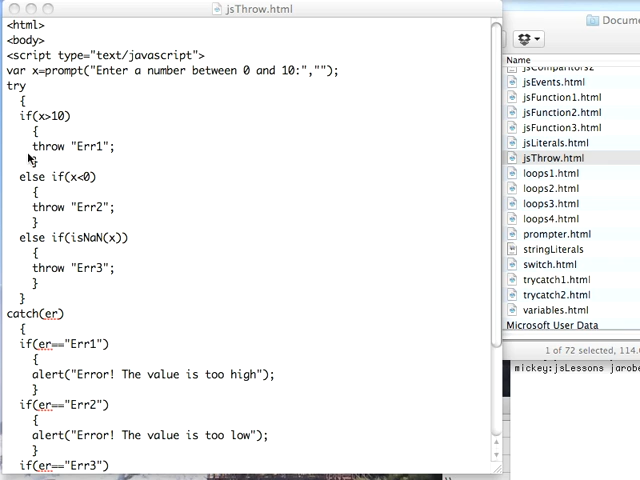 jsThrow.html
<html>
<body>
<script type="text/javascript">
var x=prompt("Enter a number between 0 and 10:","");
try
{
if(x>10)
{
throw "Err1";
}
else if(x<0)
{
throw "Err2";
}
else if(isNaN(x))
{
throw "Err3";
}
}
catch(er)
{
if(er=="Err1")
{
alert("Error! The value is too high");
}
if(er=="Err2")
{
alert("Error! The value is too low");
}
if(er=="Err3")
Docume
Name
jsComparitors2
jsEvents.html
jsFunction1.html
jsFunction2.html
jsFunction3.html
jsLiterals.html
jsThrow.html
loops1.html
loops2.html
loops3.html
loops4.html
prompter.html
stringLiterals
switch.html
trycatch1.html
trycatch2.html
variables.html
Microsoft User Data
1 of 72 selected, 114.
mickey:jsLessons jarobe